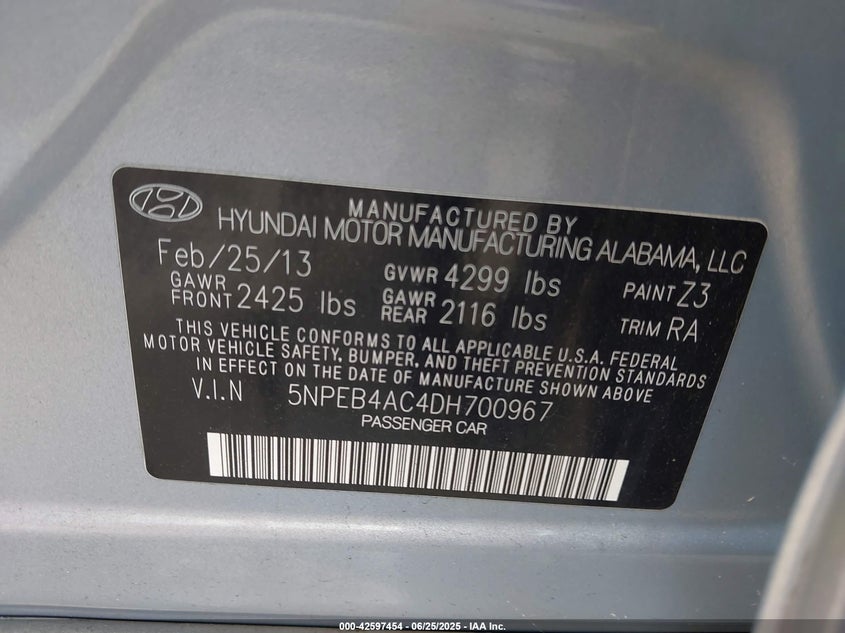 MANUFACTURED BY
HYUNDAI MOTOR MANUFACTURING ALABAMA, LLC
Feb/25/13 GVWR 4299 lbs PAINT Z3
GAWR FRONT 2425 lbs GAWR REAR 2116 lbs TRIM RA
THIS VEHICLE CONFORMS TO ALL APPLICABLE U.S.A. FEDERAL
MOTOR VEHICLE SAFETY, BUMPER, AND THEFT PREVENTION STANDARDS
IN EFFECT ON THE DATE OF MANUFACTURE SHOWN ABOVE
V.I.N 5NPEB4AC4DH700967
PASSENGER CAR
000-42597454 - 06/25/2025 - IAA Inc.